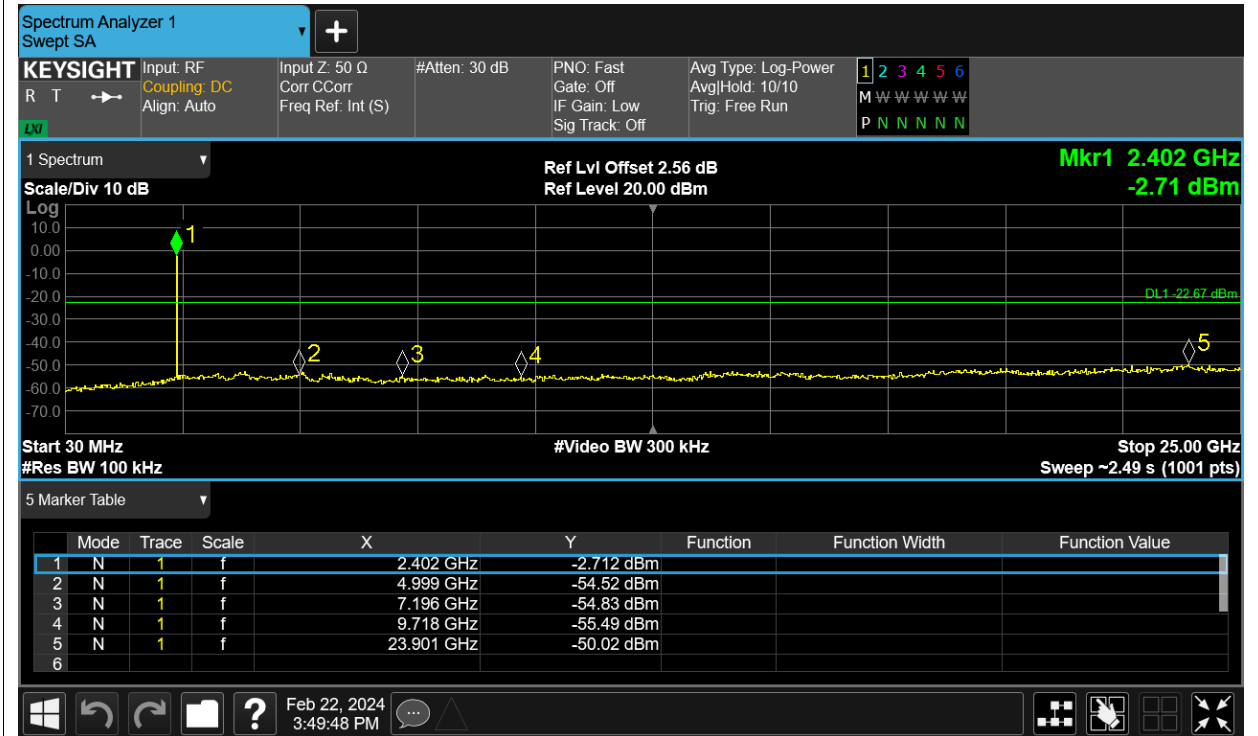 Spectrum Analyzer 1
Swept SA
+
KEYSIGHT Input: RF Input Z: 50 Ω #Atten: 30 dB PNO: Fast Avg Type: Log-Power 1 2 3 4 5 6
R T Coupling: DC Corr CCorr Gate: Off Avg|Hold: 10/10 M W W W W W
Align: Auto Freq Ref: Int (S) IF Gain: Low Trig: Free Run
LXI Sig Track: Off P N N N N N
1 Spectrum Ref Lvl Offset 2.56 dB Mkr1 2.402 GHz
Scale/Div 10 dB Ref Level 20.00 dBm -2.71 dBm
Log
10.0
1
0.00
-10.0
-20.0 DL1 -22.67 dBm
-30.0
-40.0
2 3 4 5
-50.0
-60.0
-70.0
Start 30 MHz #Video BW 300 kHz Stop 25.00 GHz
#Res BW 100 kHz Sweep ~2.49 s (1001 pts)
5 Marker Table
Mode Trace Scale X Y Function Function Width Function Value
1 N 1 f 2.402 GHz -2.712 dBm
2 N 1 f 4.999 GHz -54.52 dBm
3 N 1 f 7.196 GHz -54.83 dBm
4 N 1 f 9.718 GHz -55.49 dBm
5 N 1 f 23.901 GHz -50.02 dBm
6
? Feb 22, 2024
3:49:48 PM